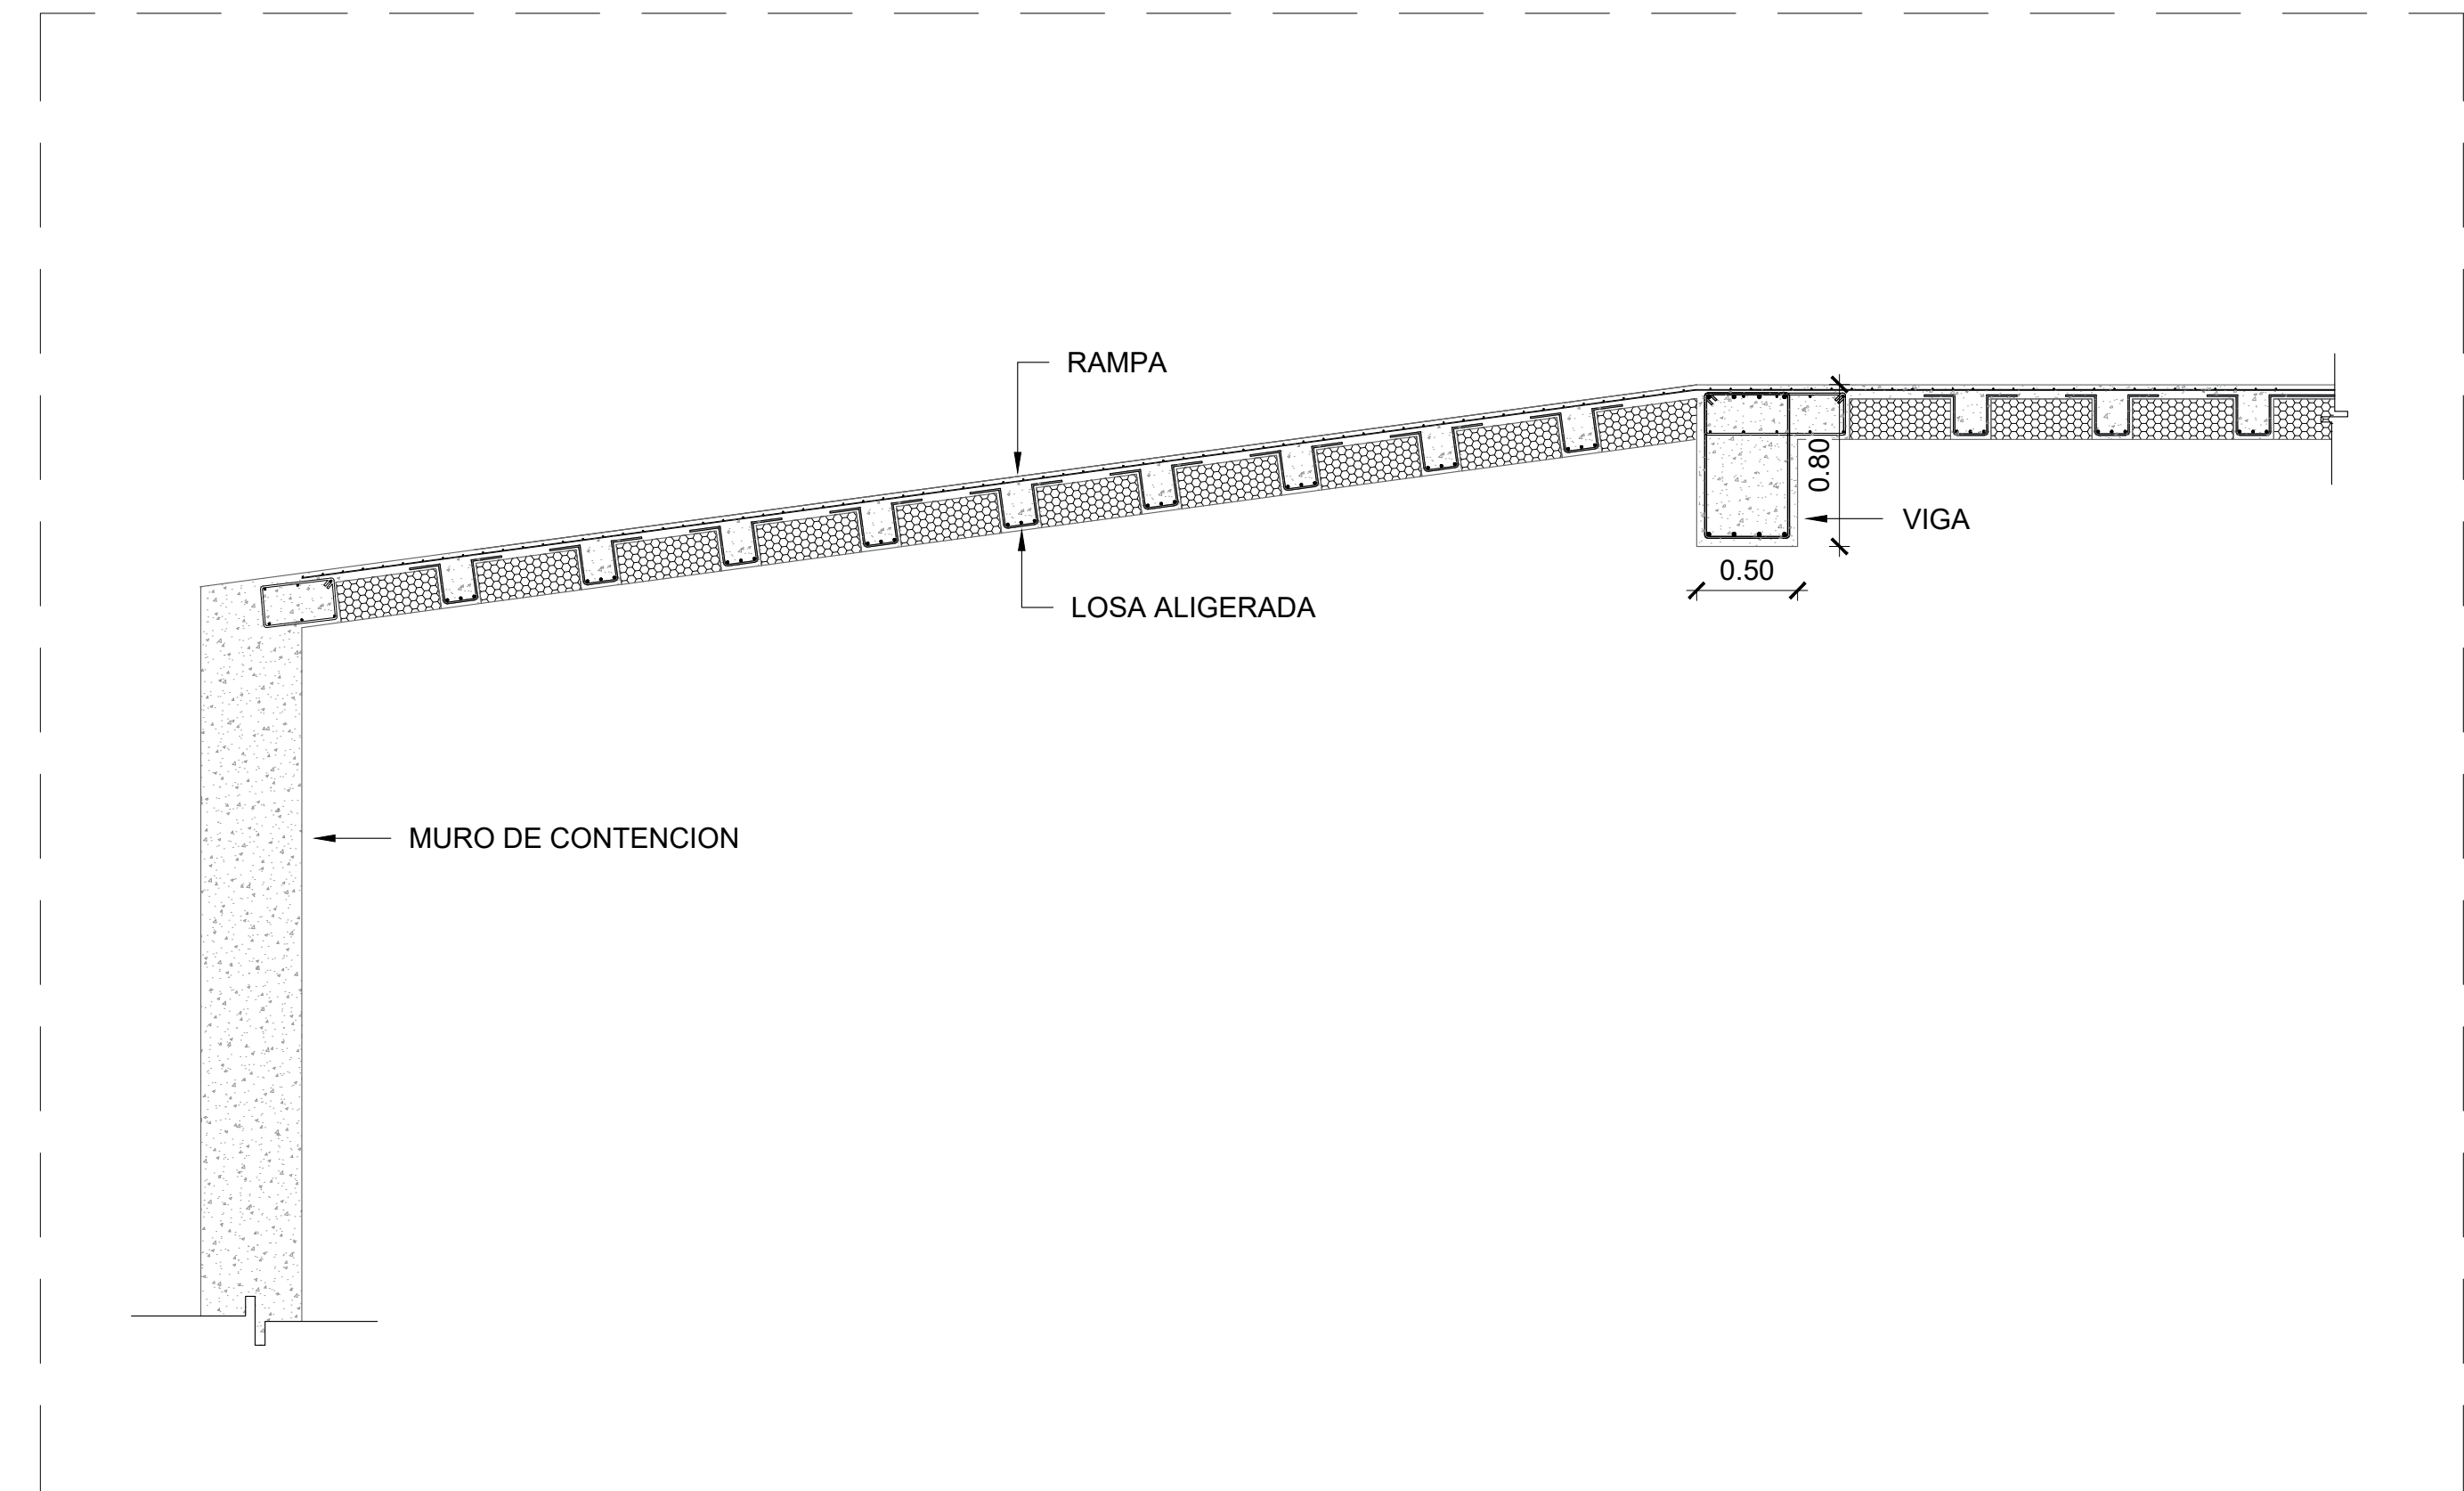 RAMPA
0.80
VIGA
0.50
LOSA ALIGERADA
MURO DE CONTENCION